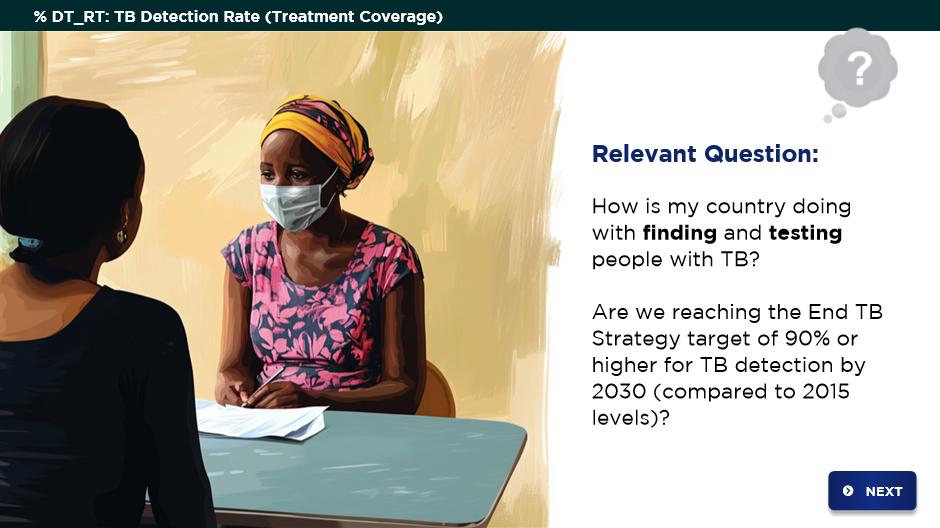 % DT_RT: TB Detection Rate (Treatment Coverage)
?
Relevant Question:
How is my country doing
with finding and testing
people with TB?
Are we reaching the End TB
Strategy target of 90% or
higher for TB detection by
2030 (compared to 2015
levels)?
NEXT